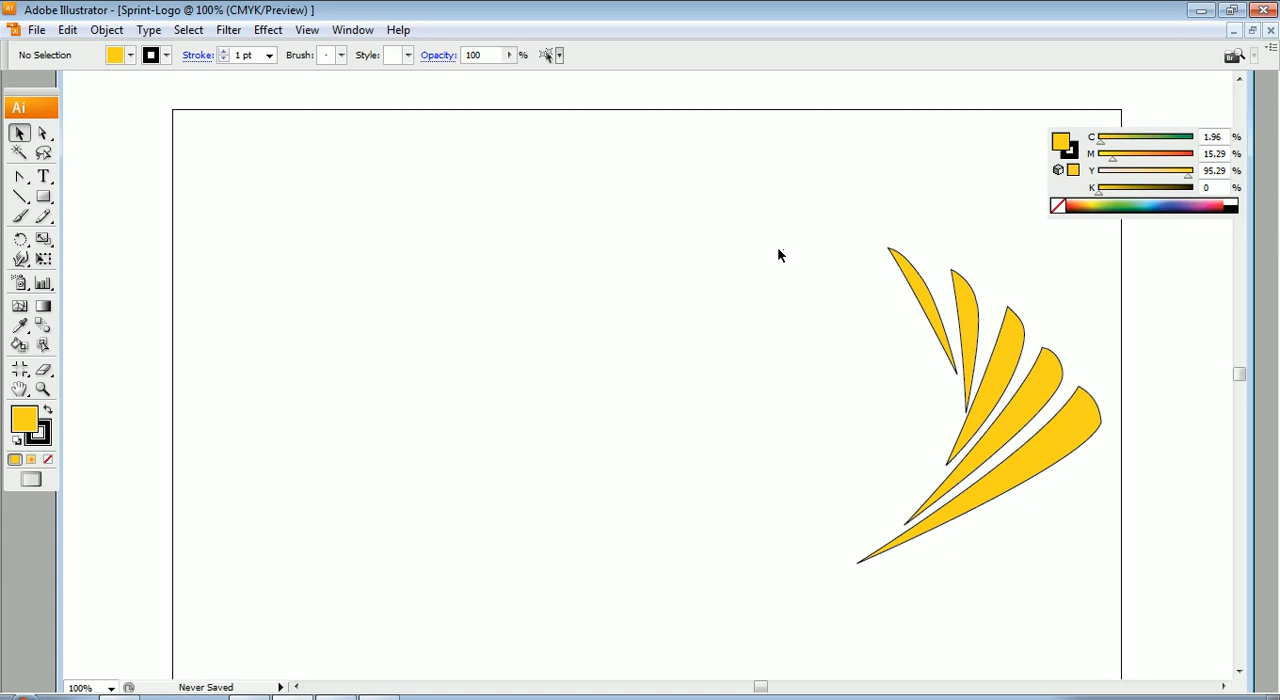 Adobe Illustrator - [Sprint-Logo @ 100% (CMYK/Preview) ]
File Edit Object Type Select Filter Effect View Window Help
No Selection Stroke: 1 pt Brush: Style: Opacity: 100 % Br
Ai
C 1.96 %
M 15.29 %
Y 95.29 %
K 0 %
T
100% Never Saved